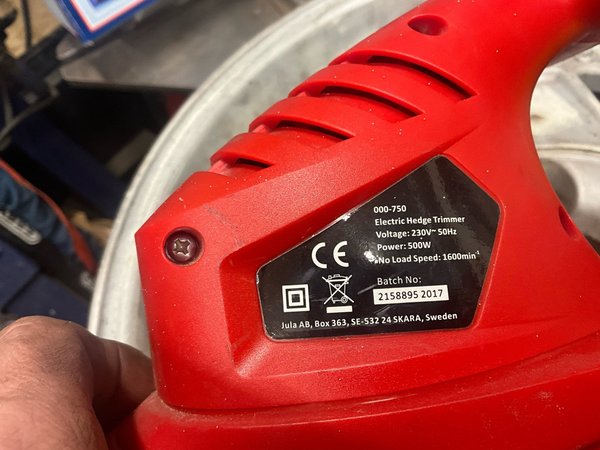 000-750
Electric Hedge Trimmer
Voltage: 230V~ 50Hz
Power: 500W
No Load Speed: 1600min⁻¹
CE
Batch No:
2158895 2017
Jula AB, Box 363, SE-532 24 SKARA, Sweden